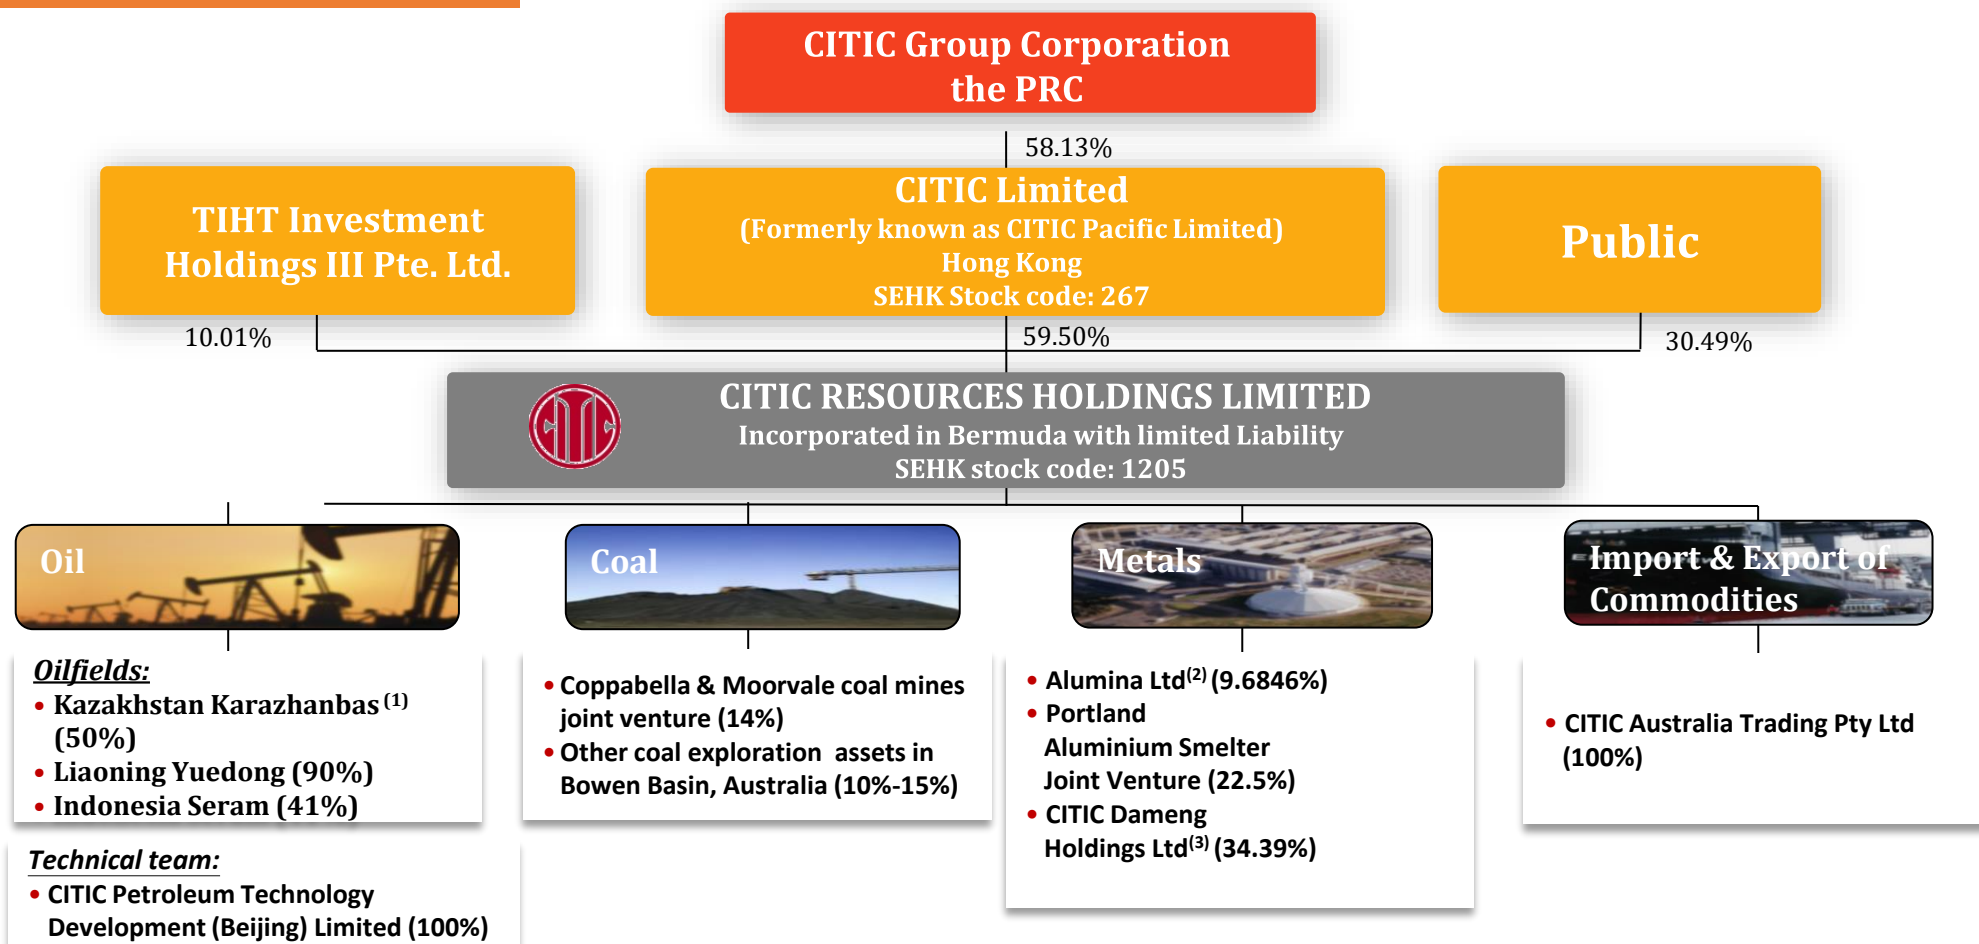 CITIC Group Corporation
the PRC
58.13%
TIHT Investment
Holdings III Pte. Ltd.
CITIC Limited
(Formerly known as CITIC Pacific Limited)
Hong Kong
SEHK Stock code: 267
Public
10.01%
59.50%
30.49%
CITIC RESOURCES HOLDINGS LIMITED
Incorporated in Bermuda with limited Liability
SEHK stock code: 1205
Oil
Coal
Metals
Import & Export of
Commodities
Oilfields:
• Kazakhstan Karazhanbas (1)
(50%)
• Liaoning Yuedong (90%)
• Indonesia Seram (41%)
Technical team:
• CITIC Petroleum Technology
Development (Beijing) Limited (100%)
• Coppabella & Moorvale coal mines
joint venture (14%)
• Other coal exploration assets in
Bowen Basin, Australia (10%-15%)
• Alumina Ltd(2) (9.6846%)
• Portland
Aluminium Smelter
Joint Venture (22.5%)
• CITIC Dameng
Holdings Ltd(3) (34.39%)
• CITIC Australia Trading Pty Ltd
(100%)